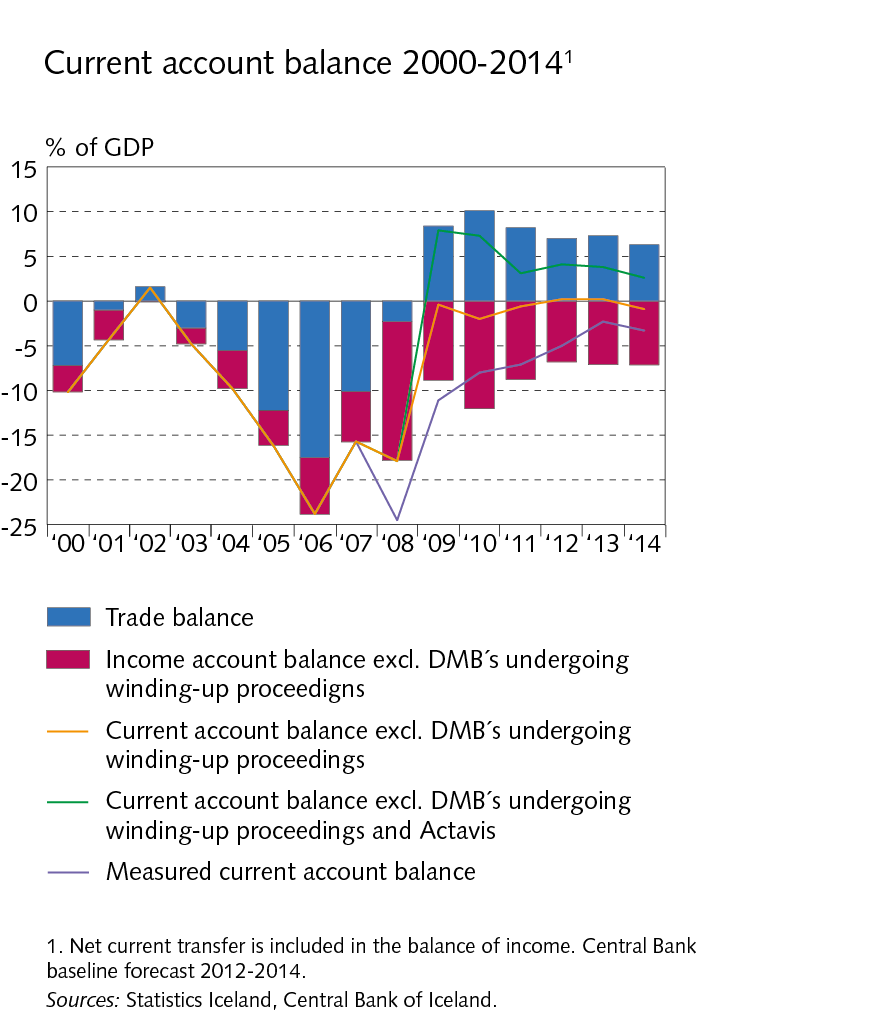 Current account balance 2000-2014¹
% of GDP
15
10
5
0
-5
-10
-15
-20
-25
‘00 ‘01 ‘02 ‘03 ‘04 ‘05 ‘06 ‘07 ‘08 ‘09 ‘10 ‘11 ‘12 ‘13 ‘14
Trade balance
Income account balance excl. DMB´s undergoing
winding-up proceedigns
Current account balance excl. DMB´s undergoing
winding-up proceedings
Current account balance excl. DMB´s undergoing
winding-up proceedings and Actavis
Measured current account balance
1. Net current transfer is included in the balance of income. Central Bank
baseline forecast 2012-2014.
Sources: Statistics Iceland, Central Bank of Iceland.